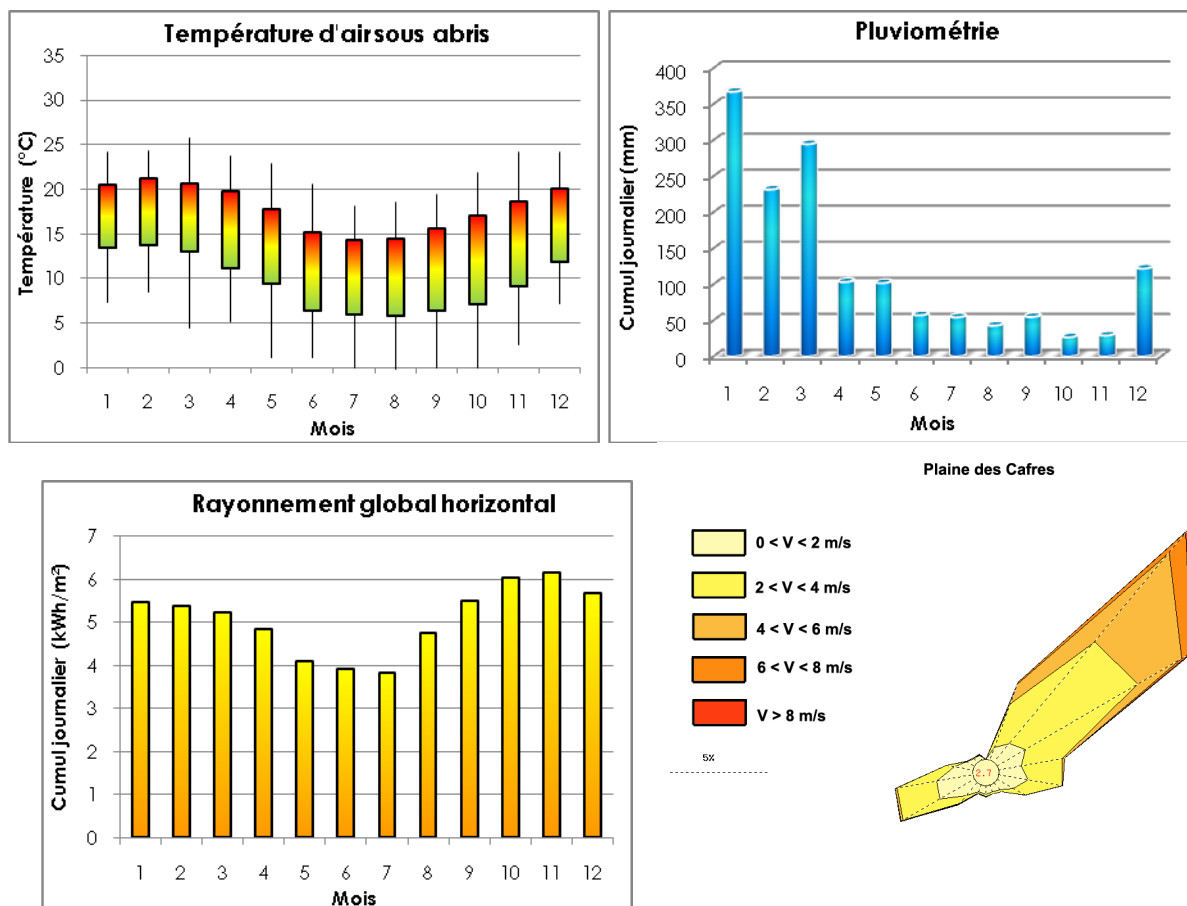 Température d'air sous abris
Température (°C)
35
30
25
20
15
10
5
0
1 2 3 4 5 6 7 8 9 10 11 12
Mois
Pluviométrie
Cumul journalier (mm)
400
350
300
250
200
150
100
50
0
1 2 3 4 5 6 7 8 9 10 11 12
Mois
Rayonnement global horizontal
Cumul journalier (kWh/m²)
7
6
5
4
3
2
1
0
1 2 3 4 5 6 7 8 9 10 11 12
Mois
Plaine des Cafres
0 < V < 2 m/s
2 < V < 4 m/s
4 < V < 6 m/s
6 < V < 8 m/s
V > 8 m/s
5%
2.7